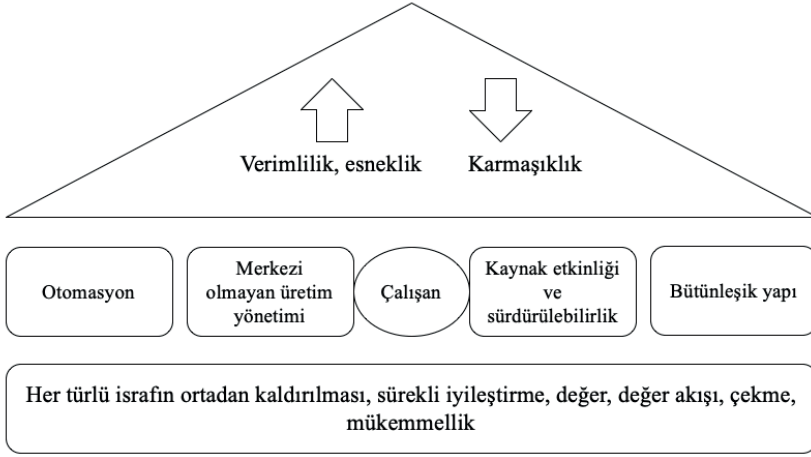 Verimlilik, esneklik
Karmaşıklık
Otomasyon
Merkezi
olmayan üretim
yönetimi
Çalışan
Kaynak etkinliği
ve
sürdürülebilirlik
Bütünleşik yapı
Her türlü israfın ortadan kaldırılması, sürekli iyileştirme, değer, değer akışı, çekme,
mükemmellik